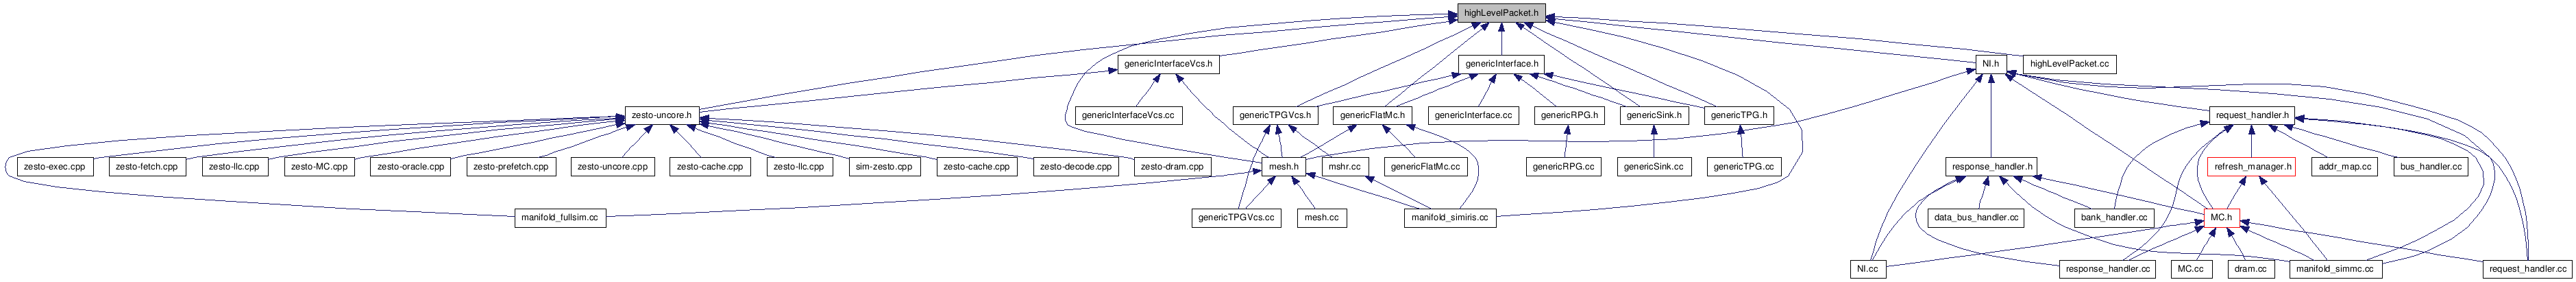 highLevelPacket.h
genericInterfaceVcs.h
genericInterface.h
NI.h
highLevelPacket.cc
zesto-uncore.h
genericInterfaceVcs.cc
genericTPGVcs.h
genericFlatMc.h
genericInterface.cc
genericRPG.h
genericSink.h
genericTPG.h
request_handler.h
zesto-exec.cpp
zesto-fetch.cpp
zesto-llc.cpp
zesto-MC.cpp
zesto-oracle.cpp
zesto-prefetch.cpp
zesto-uncore.cpp
zesto-cache.cpp
zesto-llc.cpp
sim-zesto.cpp
zesto-cache.cpp
zesto-decode.cpp
zesto-dram.cpp
mesh.h
mshr.cc
genericFlatMc.cc
genericRPG.cc
genericSink.cc
genericTPG.cc
response_handler.h
refresh_manager.h
addr_map.cc
bus_handler.cc
manifold_fullsim.cc
genericTPGVcs.cc
mesh.cc
manifold_simiris.cc
data_bus_handler.cc
bank_handler.cc
MC.h
NI.cc
response_handler.cc
MC.cc
dram.cc
manifold_simmc.cc
request_handler.cc